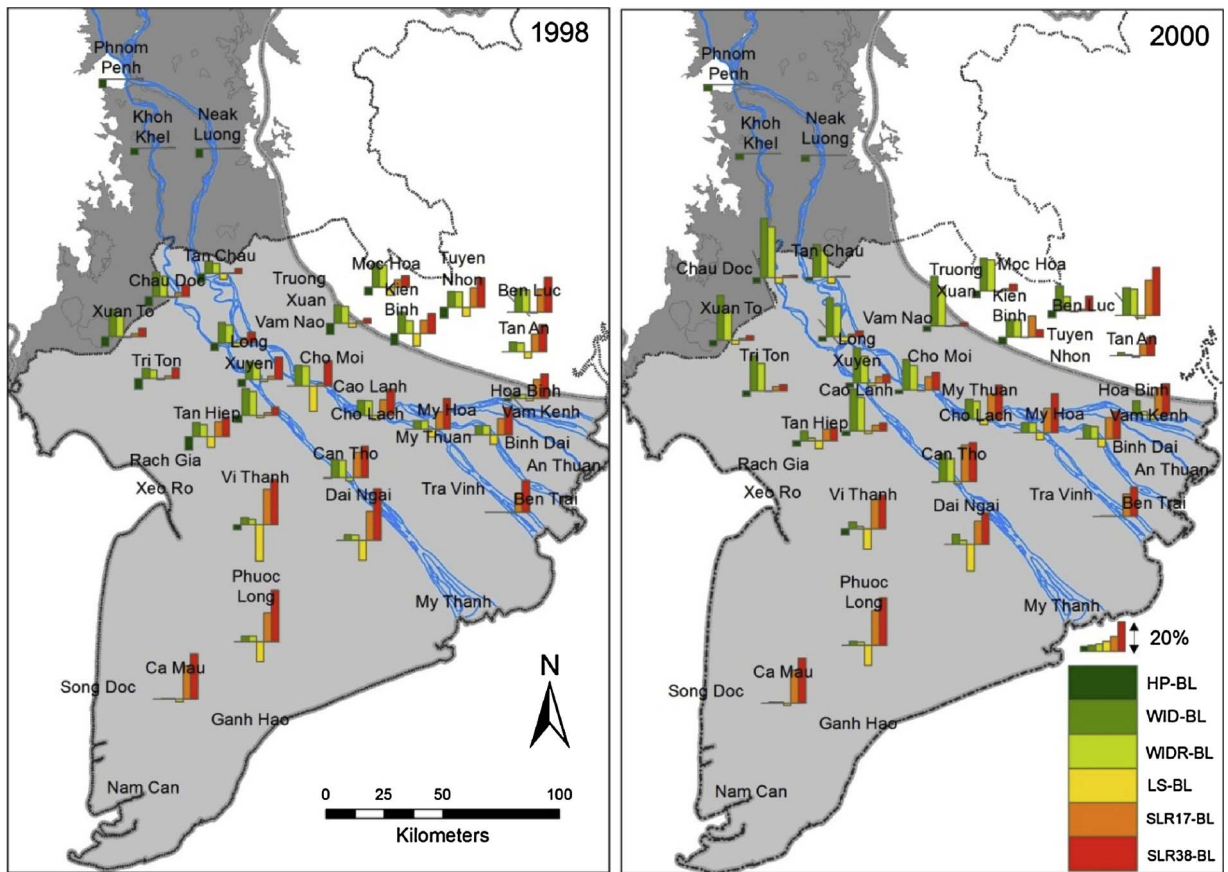 1998
Phnom
Penh
Khoh
Khel
Neak
Luong
Tan Chau
Chau Doc
Xuan To
Tri Ton
Truong
Xuan
Vam Nao
Moc Hoa
Kien
Binh
Tuyen
Nhon
Ben Luc
Tan An
Long
Xuyen
Cho Moi
Cao Lanh
Cho Lach
My Hoa
My Thuan
Hoa Binh
Vam Kenh
Binh Dai
An Thuan
Ben Trai
Tra Vinh
Tan Hiep
Rach Gia
Xeo Ro
Vi Thanh
Can Tho
Dai Ngai
My Thanh
Phuoc
Long
Ca Mau
Song Doc
Ganh Hao
Nam Can
N
0 25 50 100
Kilometers
2000
Phnom
Penh
Khoh
Khel
Neak
Luong
Tan Chau
Chau Doc
Xuan To
Tri Ton
Truong
Xuan
Vam Nao
Moc Hoa
Kien
Binh
Tuyen
Nhon
Ben Luc
Tan An
Long
Xuyen
Cho Moi
Cao Lanh
My Thuan
Cho Lach
My Hoa
Hoa Binh
Vam Kenh
Binh Dai
An Thuan
Ben Trai
Tra Vinh
Tan Hiep
Rach Gia
Xeo Ro
Vi Thanh
Can Tho
Dai Ngai
My Thanh
Phuoc
Long
Ca Mau
Song Doc
Ganh Hao
Nam Can
20%
HP-BL
WID-BL
WIDR-BL
LS-BL
SLR17-BL
SLR38-BL